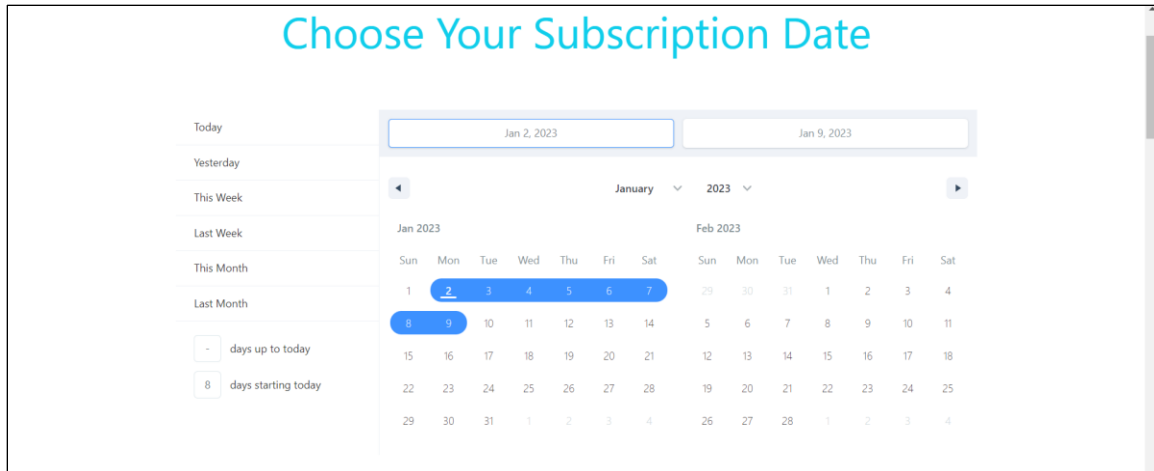 Choose Your Subscription Date
Today
Yesterday
This Week
Last Week
This Month
Last Month
- days up to today
8 days starting today
Jan 2, 2023 Jan 9, 2023
January 2023
Jan 2023
Sun Mon Tue Wed Thu Fri Sat
1 2 3 4 5 6 7
8 9 10 11 12 13 14
15 16 17 18 19 20 21
22 23 24 25 26 27 28
29 30 31 1 2 3 4
Feb 2023
Sun Mon Tue Wed Thu Fri Sat
29 30 31 1 2 3 4
5 6 7 8 9 10 11
12 13 14 15 16 17 18
19 20 21 22 23 24 25
26 27 28 1 2 3 4